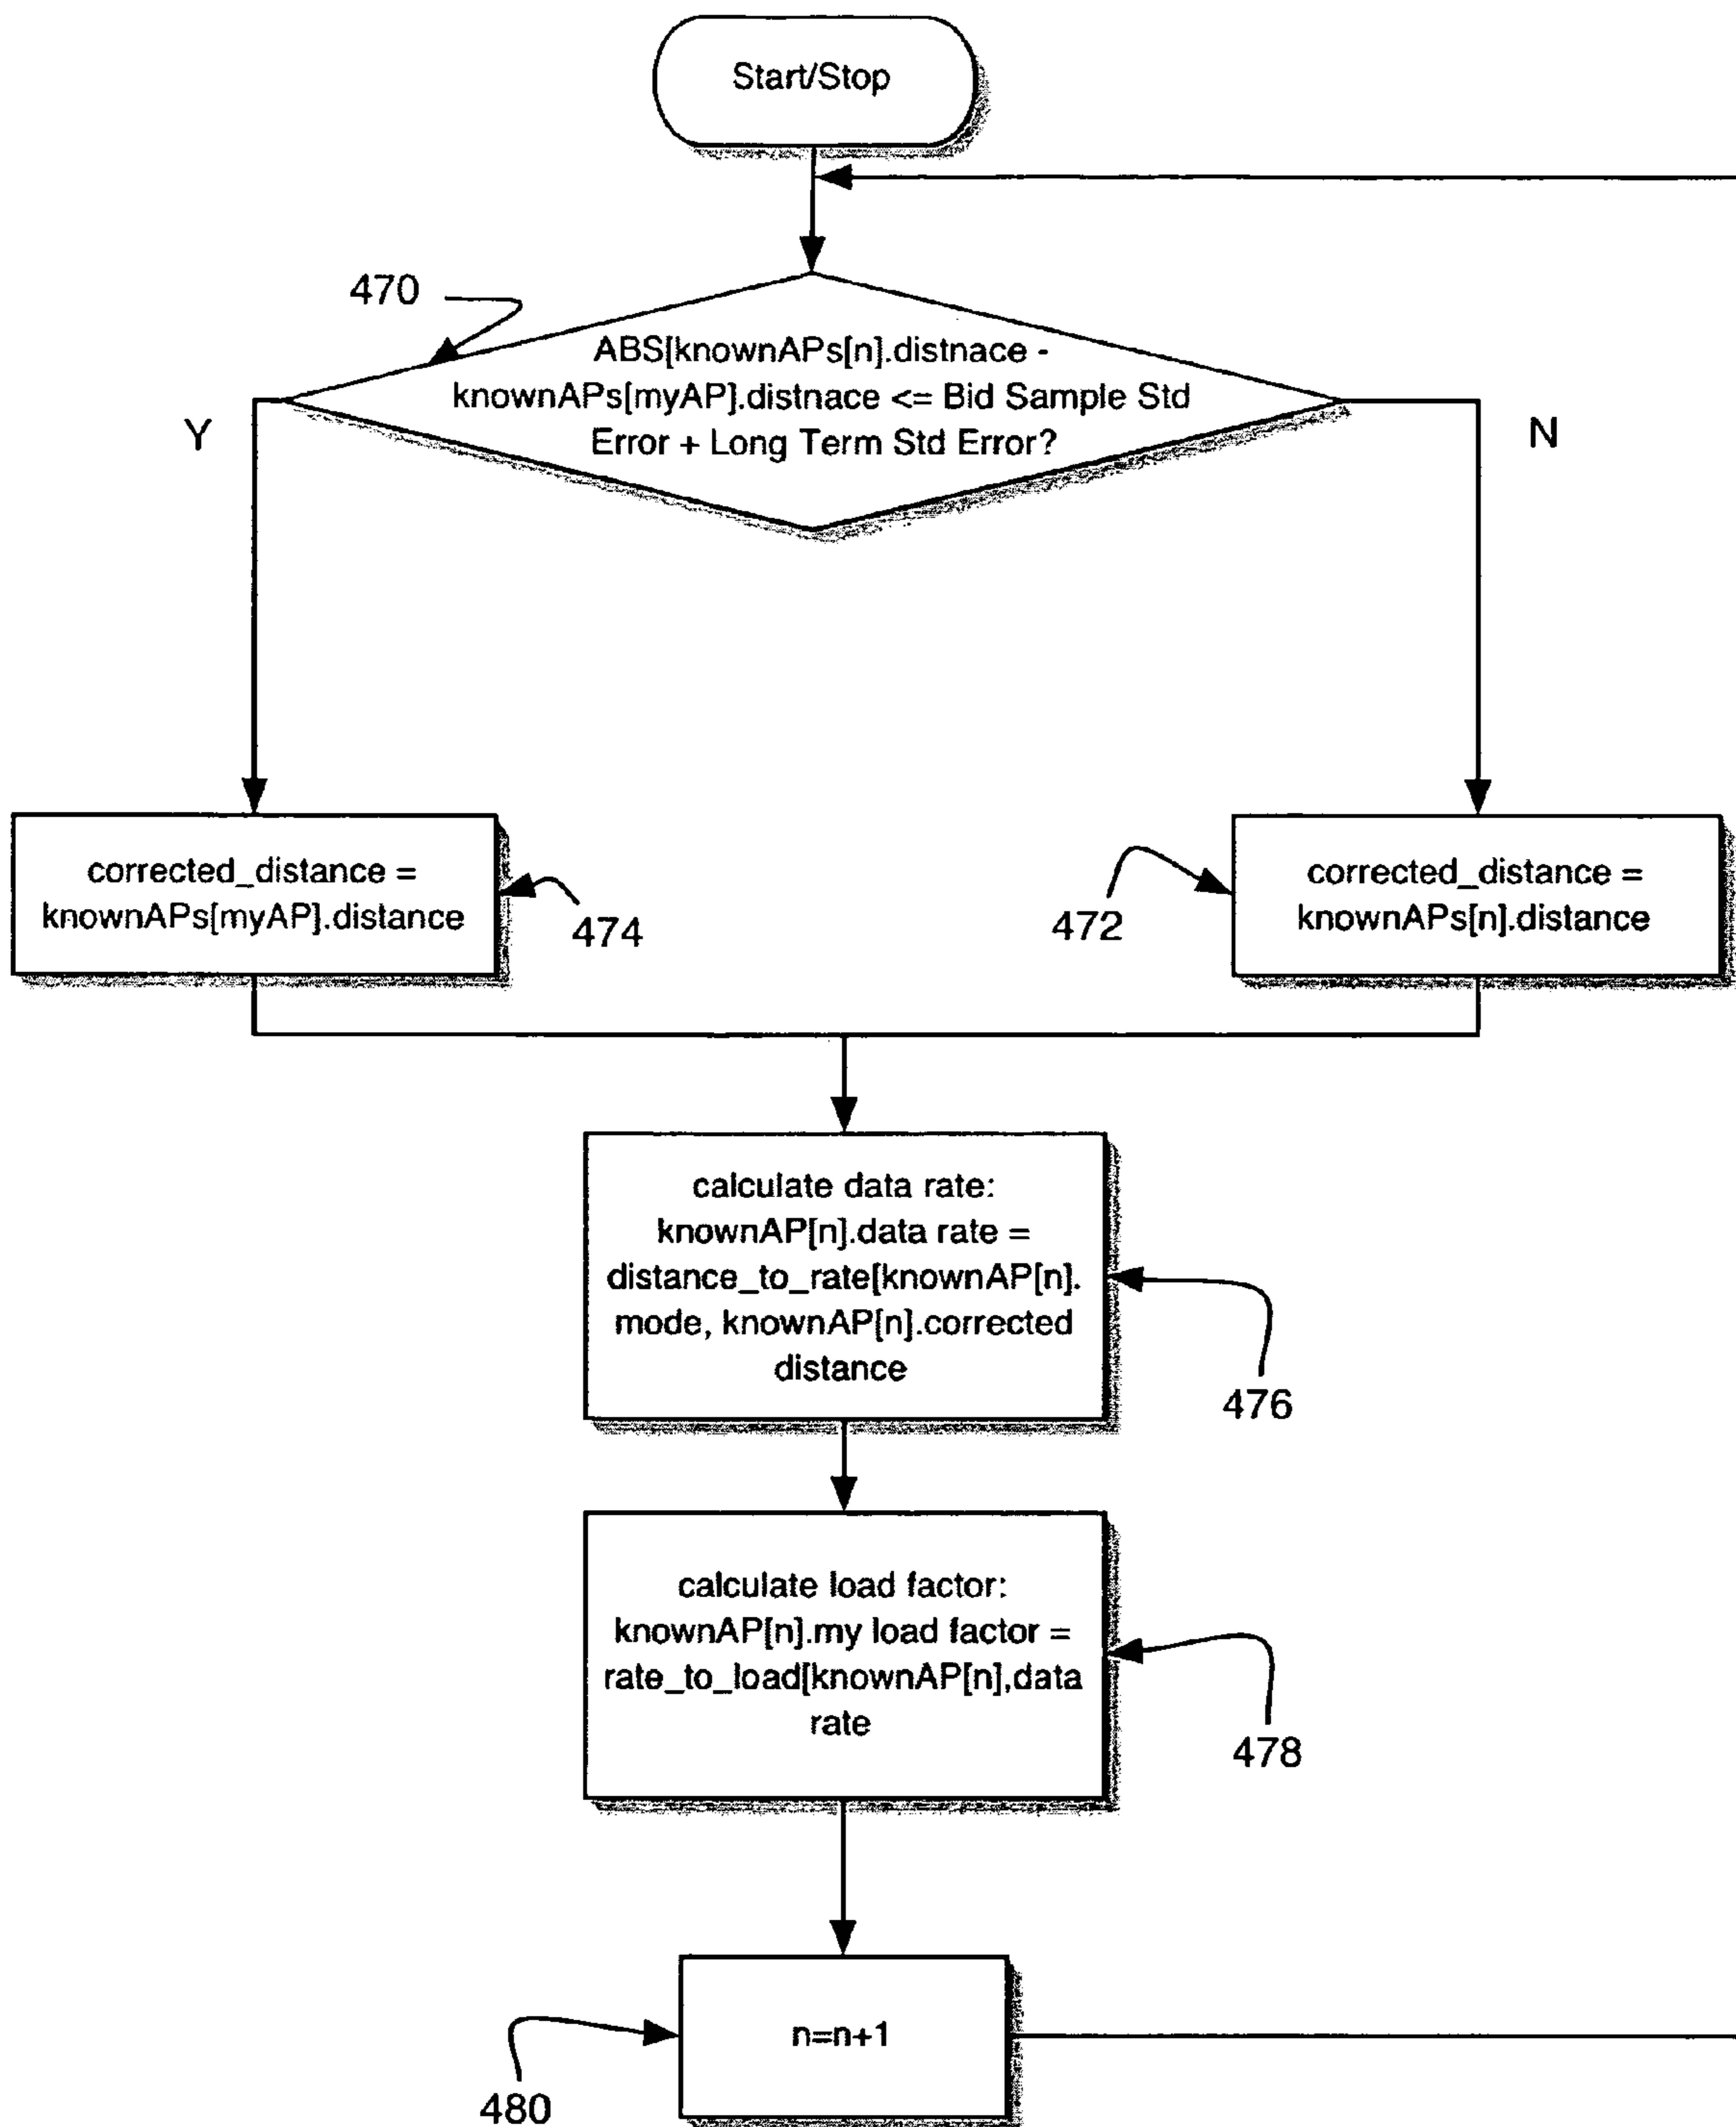 Start/Stop
470
ABS[knownAPs[n].distnace -
knownAPs[myAP].distnace <= Bid Sample Std
Error + Long Term Std Error?
Y
N
corrected_distance =
knownAPs[myAP].distance
474
472
corrected_distance =
knownAPs[n].distance
calculate data rate:
knownAP[n].data rate =
distance_to_rate[knownAP[n].
mode, knownAP[n].corrected
distance
476
calculate load factor:
knownAP[n].my load factor =
rate_to_load[knownAP[n],data
rate
478
n=n+1
480